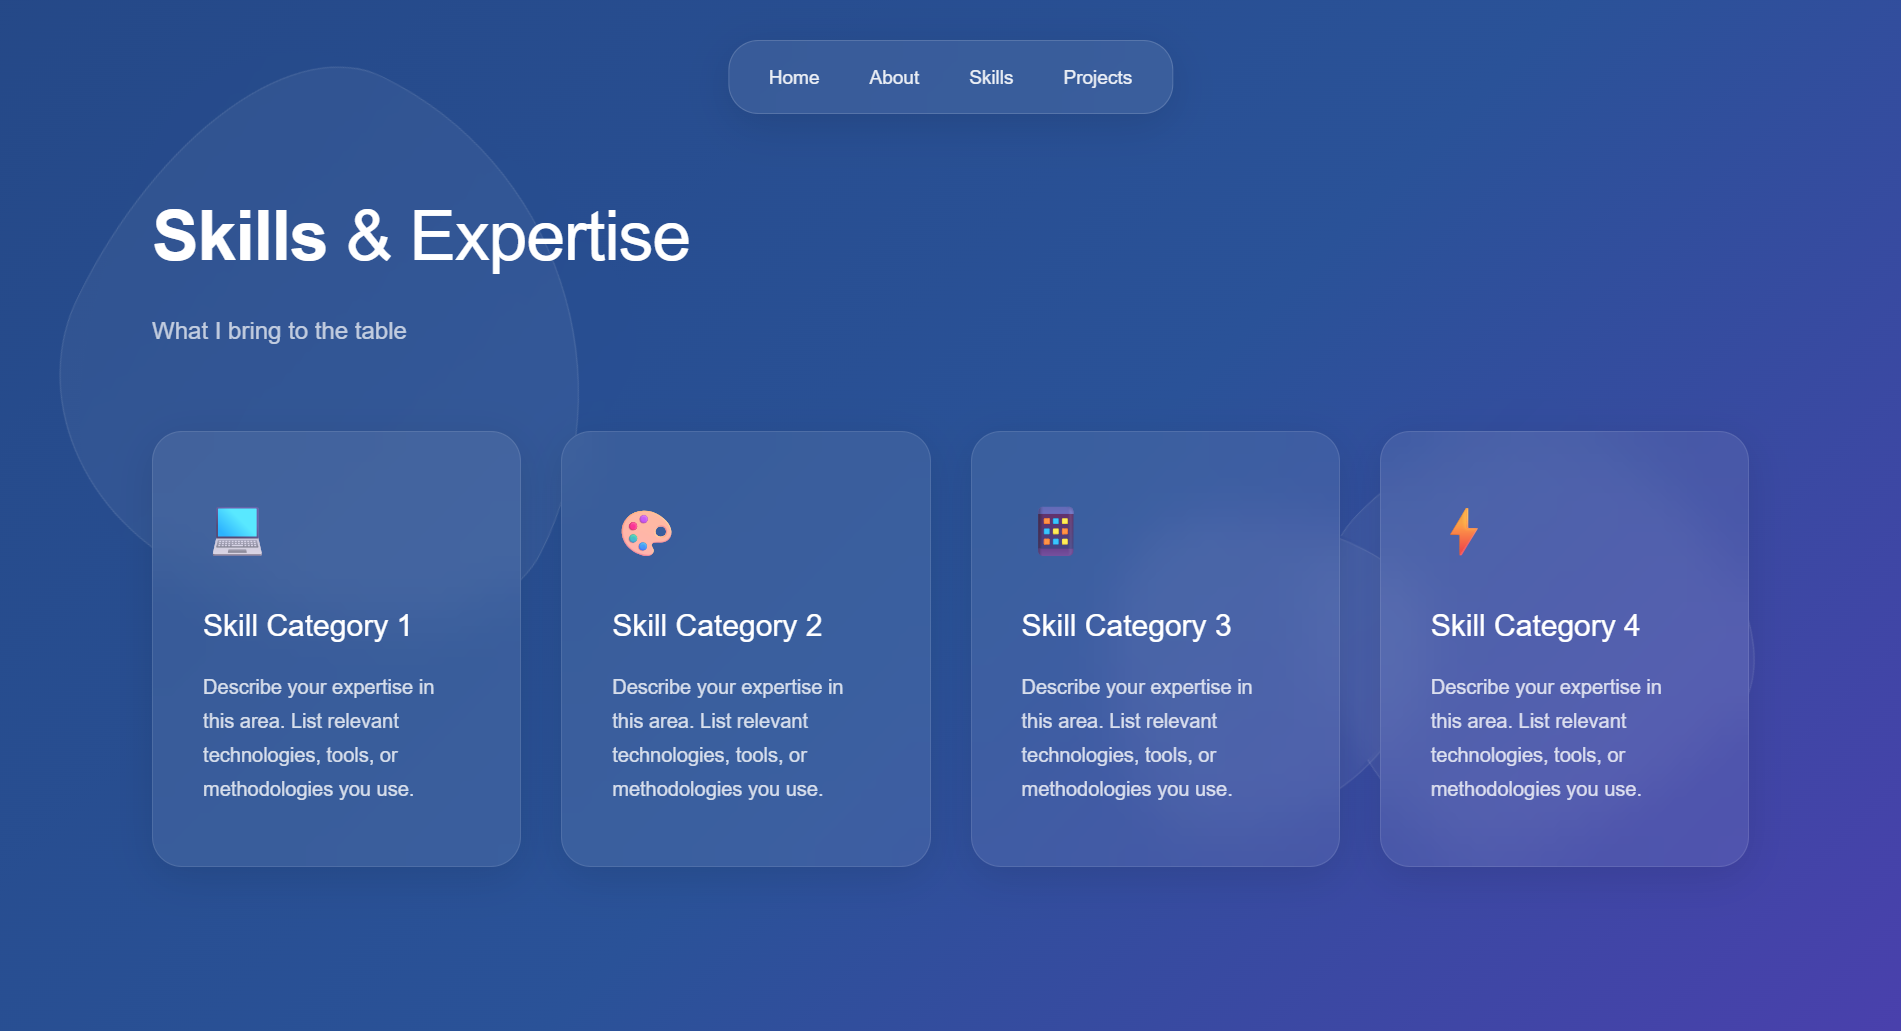 Home About Skills Projects
Skills & Expertise
What I bring to the table
Skill Category 1
Describe your expertise in
this area. List relevant
technologies, tools, or
methodologies you use.
Skill Category 2
Describe your expertise in
this area. List relevant
technologies, tools, or
methodologies you use.
Skill Category 3
Describe your expertise in
this area. List relevant
technologies, tools, or
methodologies you use.
Skill Category 4
Describe your expertise in
this area. List relevant
technologies, tools, or
methodologies you use.